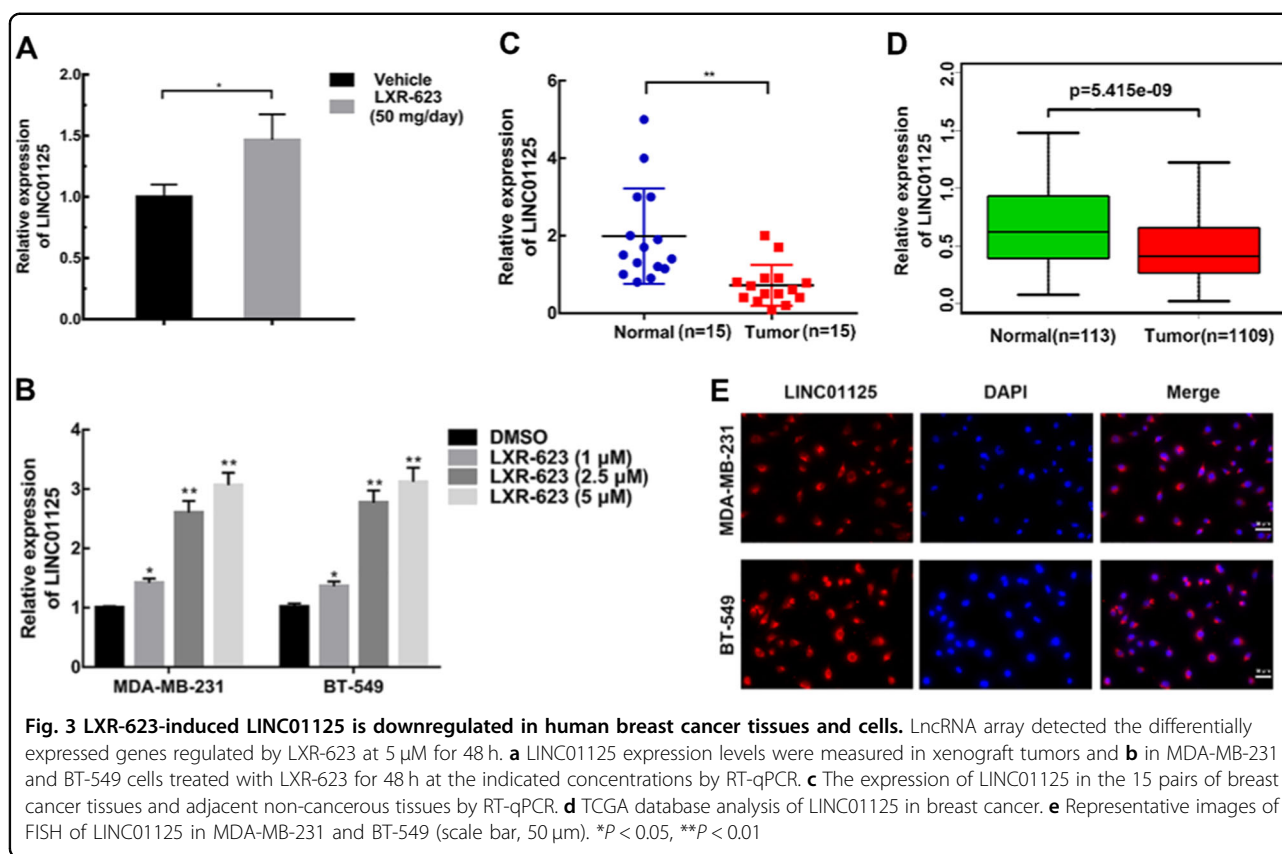 A
Relative expression
of LINC01125
2.0
1.5
1.0
0.5
0.0
*
Vehicle
LXR-623
(50 mg/day)
C
Relative expression
of LINC01125
6
4
2
0
**
Normal (n=15)
Tumor (n=15)
D
Relative expression
of LINC01125
2.0
1.5
1.0
0.5
0.0
p=5.415e-09
Normal(n=113)
Tumor(n=1109)
B
Relative expression
of LINC01125
4
3
2
1
0
*
**
**
*
**
**
MDA-MB-231
BT-549
DMSO
LXR-623 (1 µM)
LXR-623 (2.5 µM)
LXR-623 (5 µM)
E
LINC01125
DAPI
Merge
MDA-MB-231
BT-549
Fig. 3 LXR-623-induced LINC01125 is downregulated in human breast cancer tissues and cells. LncRNA array detected the differentially
expressed genes regulated by LXR-623 at 5 µM for 48 h. a LINC01125 expression levels were measured in xenograft tumors and b in MDA-MB-231
and BT-549 cells treated with LXR-623 for 48 h at the indicated concentrations by RT-qPCR. c The expression of LINC01125 in the 15 pairs of breast
cancer tissues and adjacent non-cancerous tissues by RT-qPCR. d TCGA database analysis of LINC01125 in breast cancer. e Representative images of
FISH of LINC01125 in MDA-MB-231 and BT-549 (scale bar, 50 µm). *P < 0.05, **P < 0.01